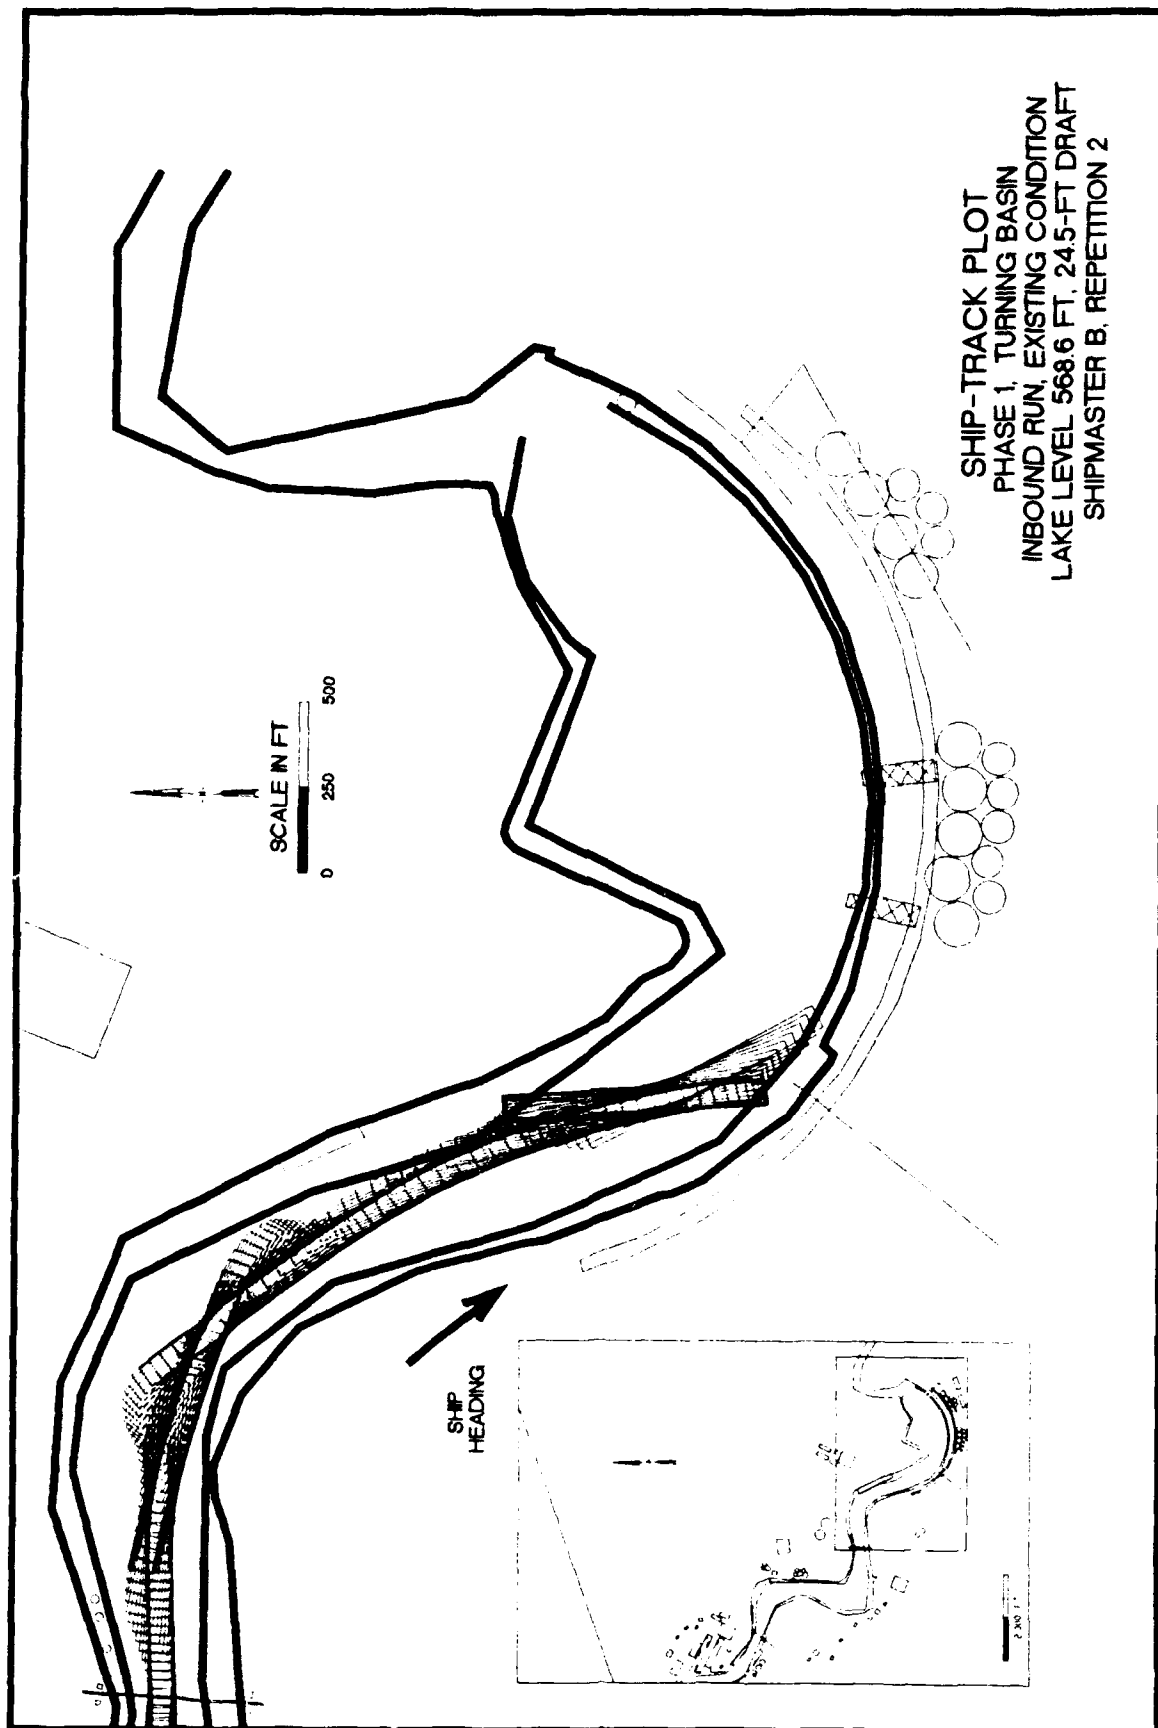 SHIP-TRACK PLOT
PHASE 1, TURNING BASIN
INBOUND RUN, EXISTING CONDITION
LAKE LEVEL 568.6 FT, 24.5-FT DRAFT
SHIPMASTER B, REPETITION 2
SCALE IN FT
0 250 500
SHIP
HEADING